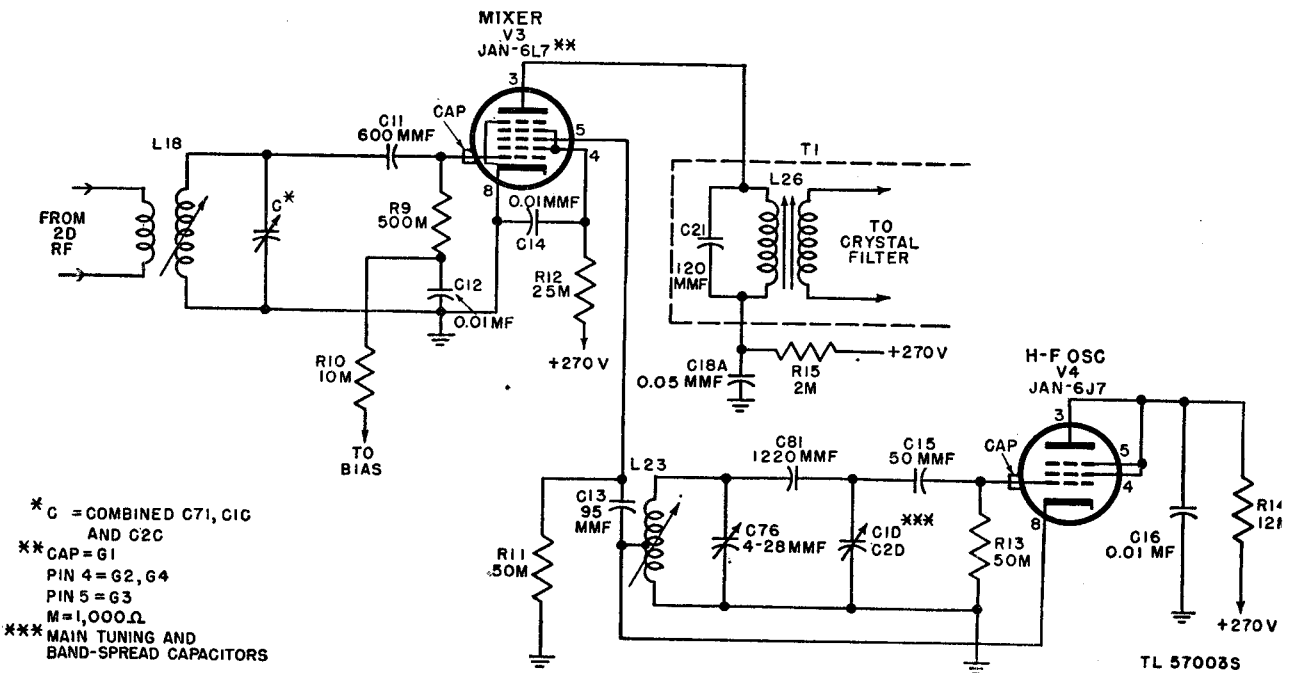 MIXER
V3
JAN-6L7**
3
CAP
C11
600 MMF
5
4
L18
8
C*
FROM
2D
RF
R9
500M
0.01MMF
C14
C12
0.01MF
R12
25M
+270V
R10
10M
TO
BIAS
T1
L26
C21
120
MMF
TO
CRYSTAL
FILTER
C18A
0.05 MMF
R15
2M
+270V
H-F OSC
V4
JAN-6J7
3
CAP
5
4
8
C81
1220 MMF
C15
50 MMF
L23
C13
95
MMF
R11
50M
C76
4-28 MMF
C1D ***
C2D
R13
50M
C16
0.01 MF
+270V
* C = COMBINED C71, C1C
AND C2C
** CAP = G1
PIN 4 = G2, G4
PIN 5 = G3
M = 1,000Ω
*** MAIN TUNING AND
BAND-SPREAD CAPACITORS
TL 57003S